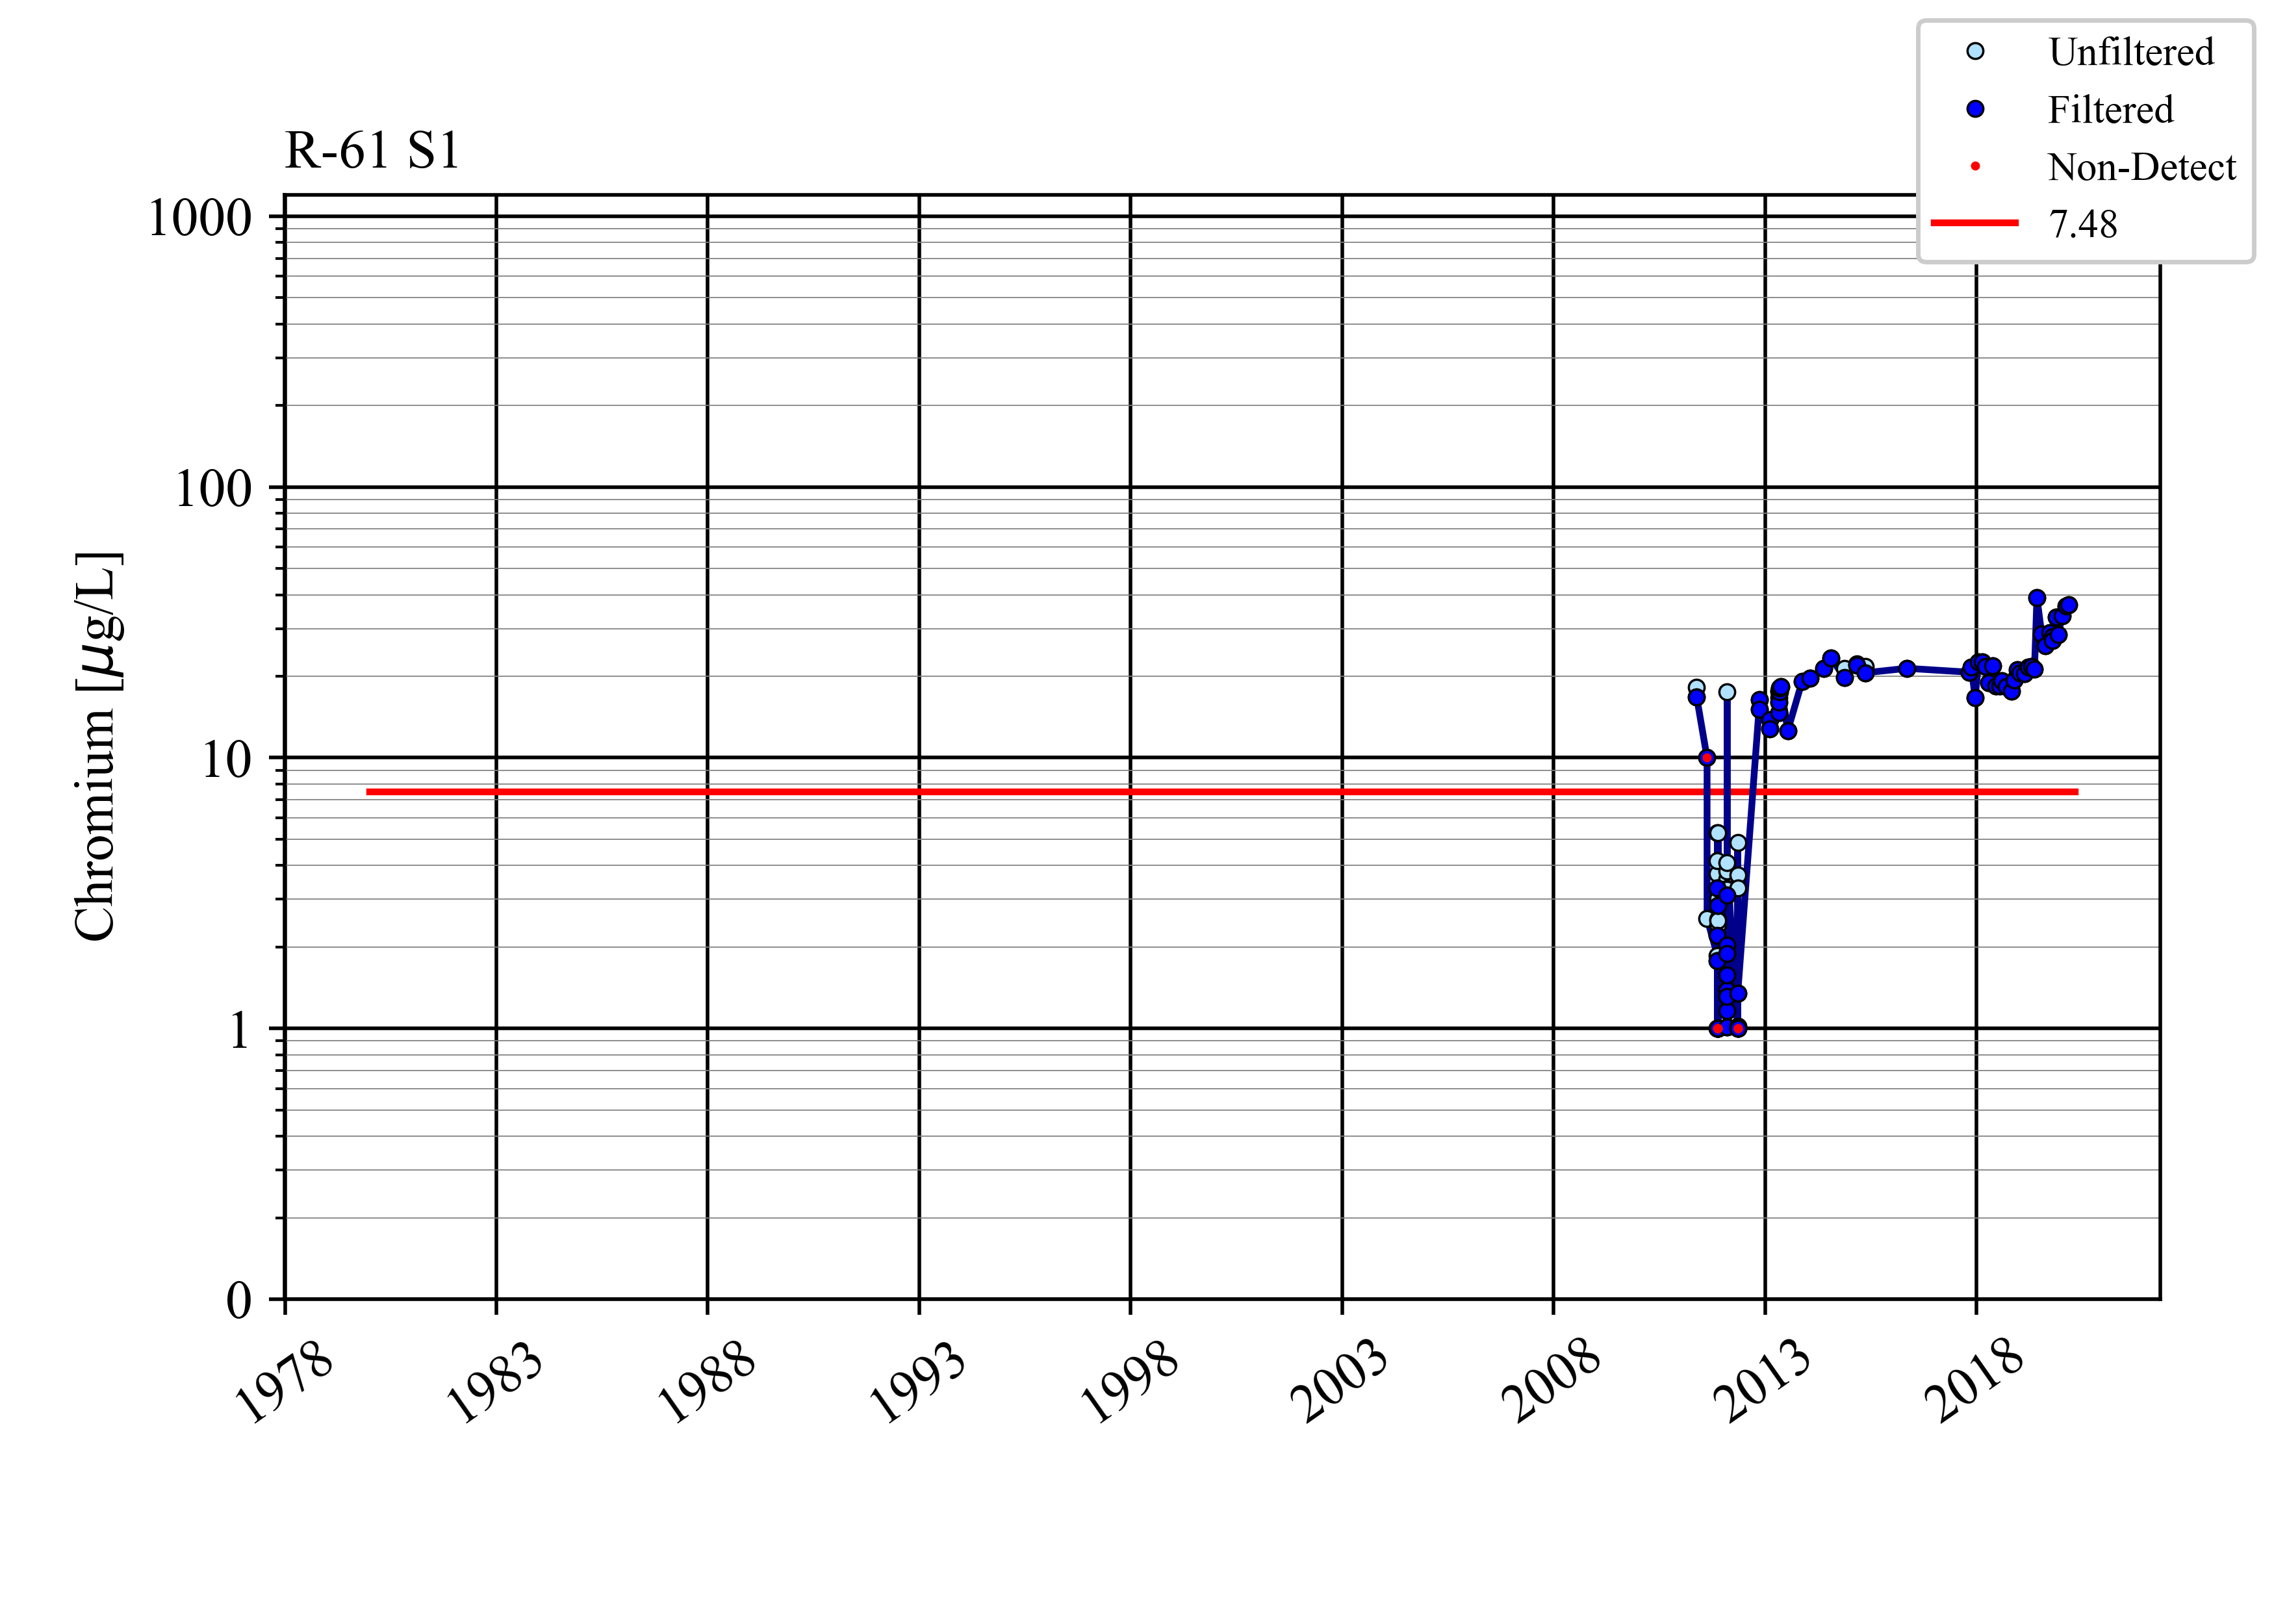 Unfiltered
Filtered
Non-Detect
7.48
R-61 S1
1000
100
10
1
0
Chromium [μg/L]
1978 1983 1988 1993 1998 2003 2008 2013 2018